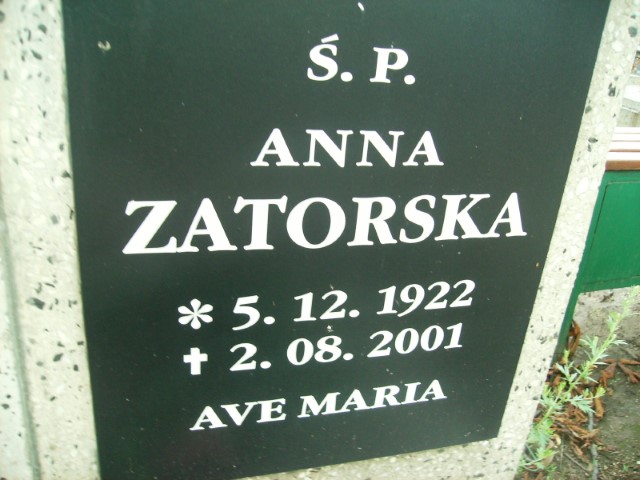 Ś. P.
ANNA
ZATORSKA
* 5. 12. 1922
✝ 2. 08. 2001
AVE MARIA